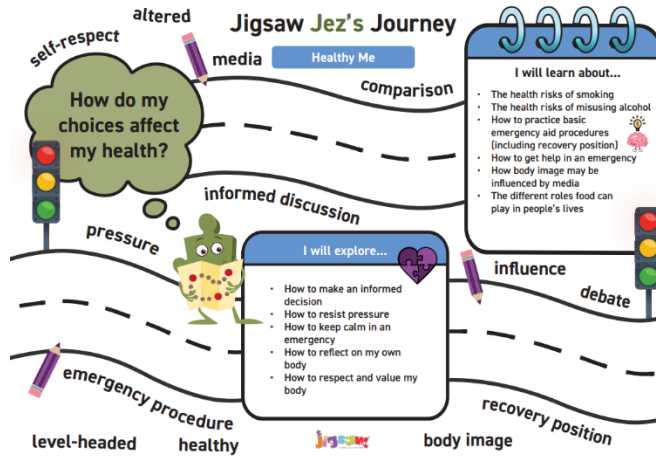 altered
Jigsaw Jez's Journey
self-respect
media
Healthy Me
comparison
I will learn about...
• The health risks of smoking
• The health risks of misusing alcohol
• How to practice basic
emergency aid procedures
(including recovery position)
• How to get help in an emergency
• How body image may be
influenced by media
• The different roles food can
play in people's lives
How do my
choices affect
my health?
informed discussion
pressure
I will explore...
• How to make an informed
decision
• How to resist pressure
• How to keep calm in an
emergency
• How to reflect on my own
body
• How to respect and value my
body
influence
debate
emergency procedure
recovery position
level-headed
healthy
jigsaw
body image